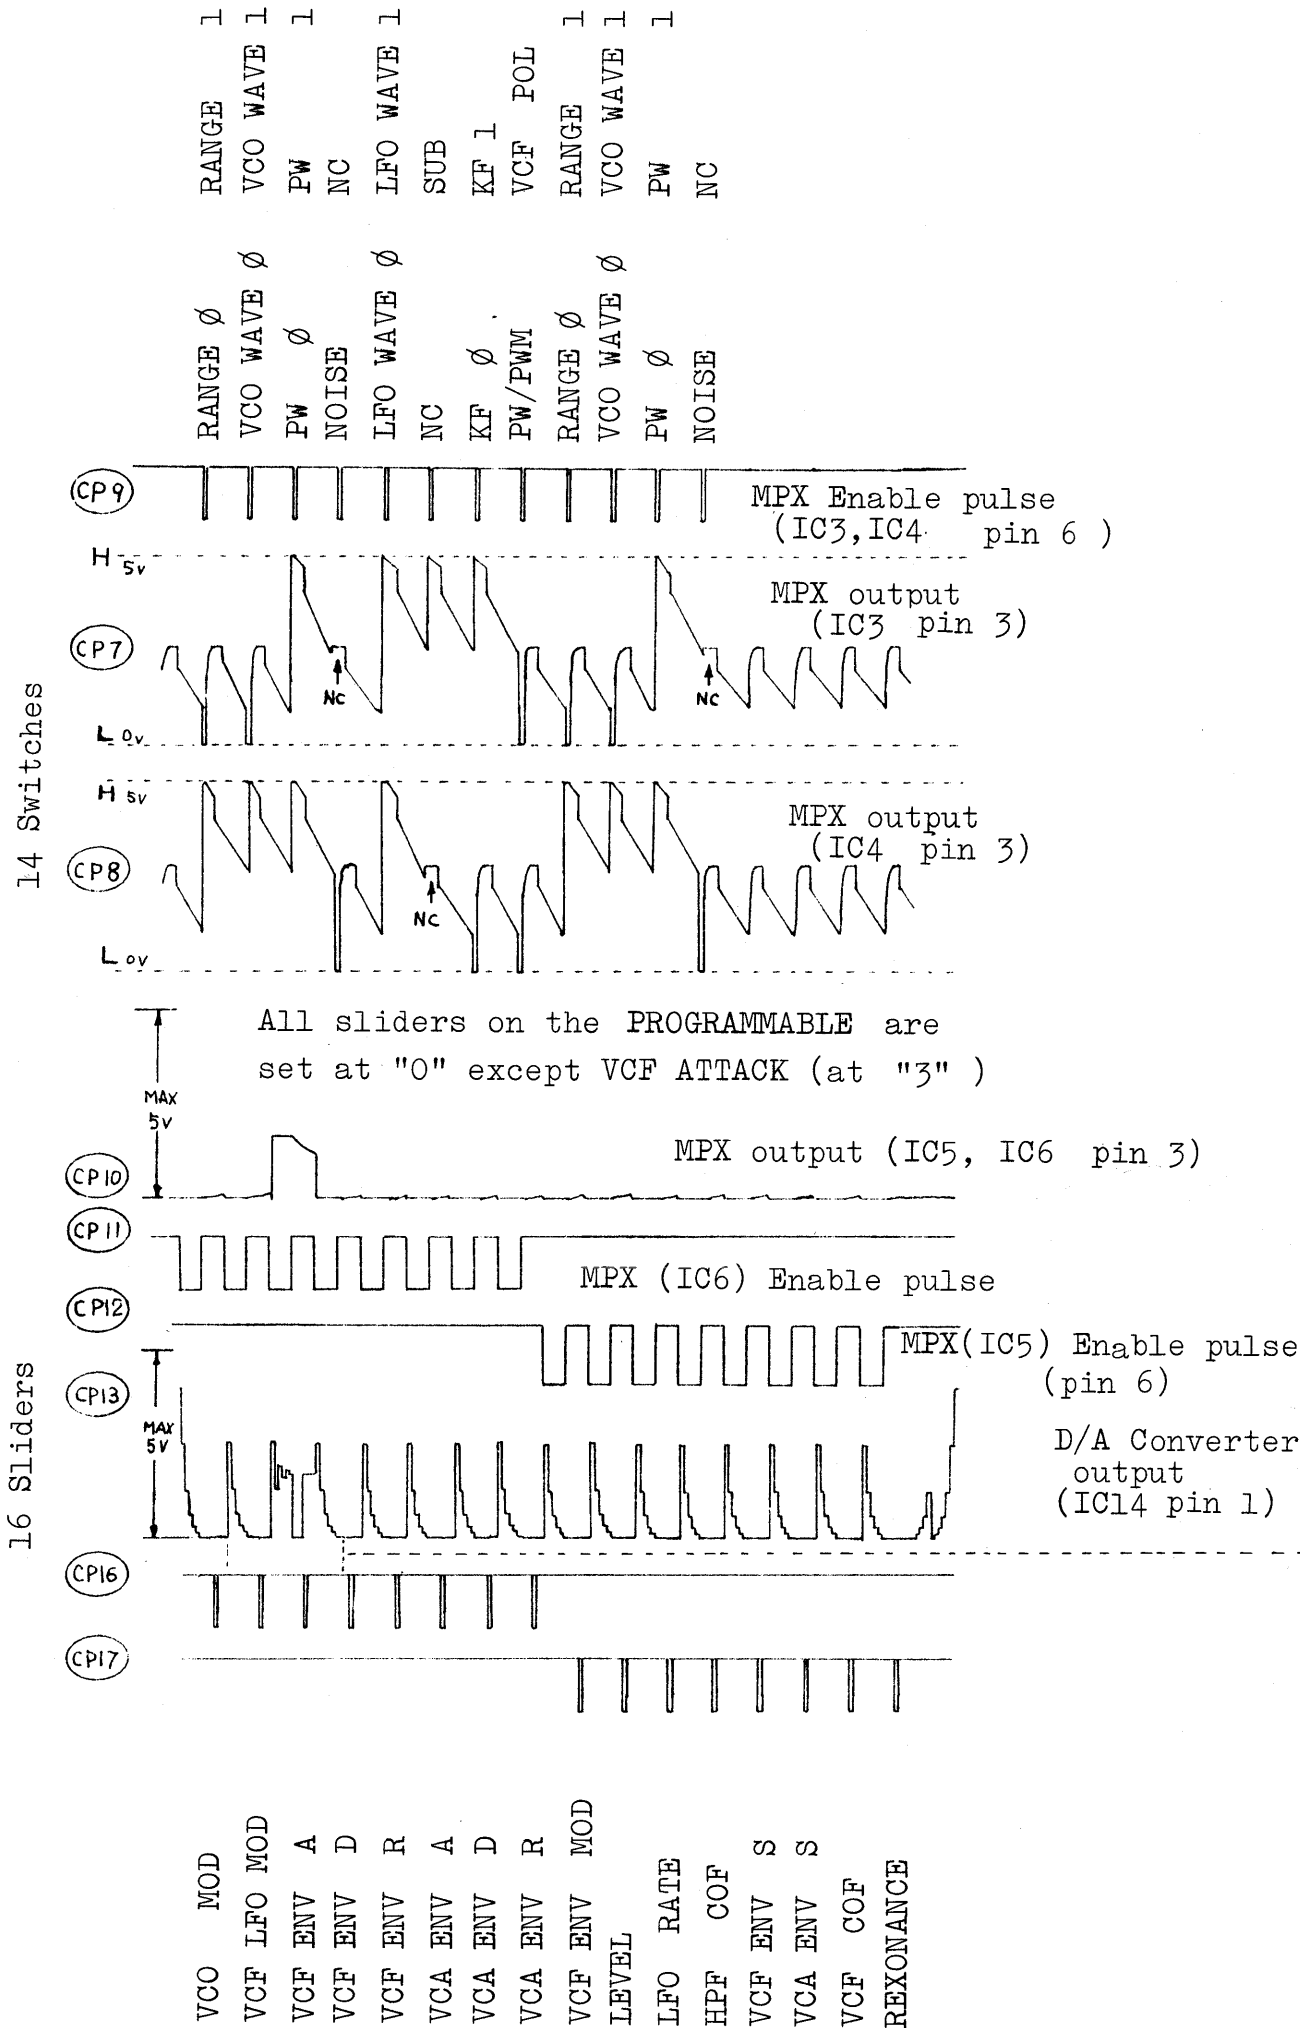 RANGE 1
VCO WAVE 1
PW 1
NC
LFO WAVE 1
SUB
KF 1
VCF POL
RANGE 1
VCO WAVE 1
PW 1
NC
RANGE Ø
VCO WAVE Ø
PW Ø
NOISE
LFO WAVE Ø
NC
KF Ø
PW/PWM
RANGE Ø
VCO WAVE Ø
PW Ø
NOISE
14 Switches
CP9
MPX Enable pulse
(IC3,IC4 pin 6 )
H 5v
MPX output
(IC3 pin 3)
CP7
NC
NC
L 0v
H 5v
MPX output
(IC4 pin 3)
CP8
NC
L 0v
All sliders on the PROGRAMMABLE are
set at "0" except VCF ATTACK (at "3" )
MAX
5V
MPX output (IC5, IC6 pin 3)
CP10
CP11
MPX (IC6) Enable pulse
CP12
MPX(IC5) Enable pulse
(pin 6)
16 Sliders
CP13
MAX
5V
D/A Converter
output
(IC14 pin 1)
CP16
CP17
VCO MOD
VCF LFO MOD
VCF ENV A
VCF ENV D
VCF ENV R
VCA ENV A
VCA ENV D
VCA ENV R
VCF ENV MOD
LEVEL
LFO RATE
HPF COF
VCF ENV S
VCA ENV S
VCF COF
REXONANCE